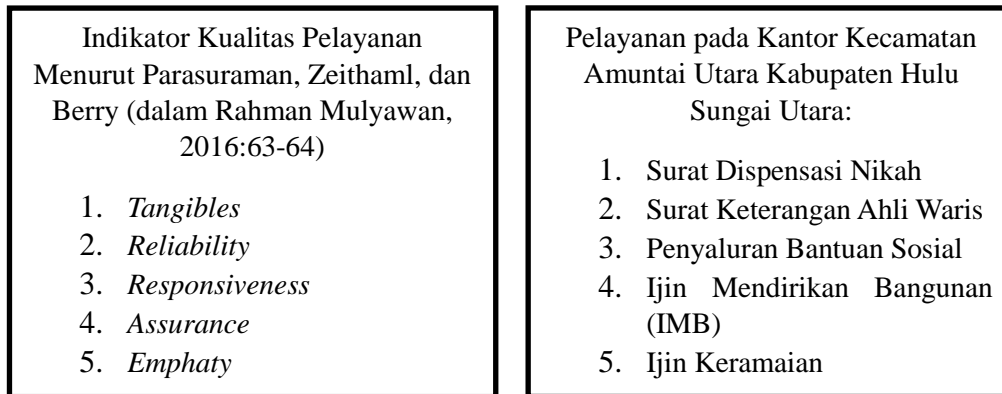 Indikator Kualitas Pelayanan
Menurut Parasuraman, Zeithaml, dan
Berry (dalam Rahman Mulyawan,
2016:63-64)
1. Tangibles
2. Reliability
3. Responsiveness
4. Assurance
5. Emphaty
Pelayanan pada Kantor Kecamatan
Amuntai Utara Kabupaten Hulu
Sungai Utara:
1. Surat Dispensasi Nikah
2. Surat Keterangan Ahli Waris
3. Penyaluran Bantuan Sosial
4. Ijin Mendirikan Bangunan
(IMB)
5. Ijin Keramaian